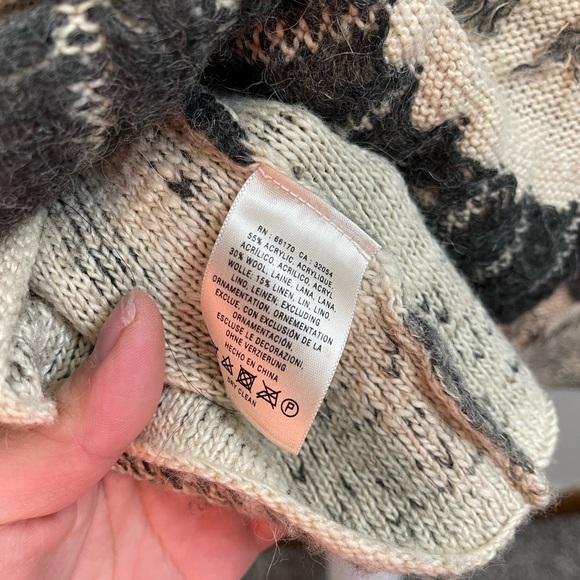 RN : 66170 CA : 32054
55% ACRYLIC, ACRYLIQUE,
ACRÍLICO, ACRILICO, ACRYL
30% WOOL, LAINE, LANA, LANA
WOLLE: 15% LINEN, LIN, LINO,
LINO, LEINEN: EXCLUDING
ORNAMENTATION, ORNEMENTATION
EXCLUE, CON EXCLUSIÓN DE LA
ORNAMENTACIÓN.
ESCLUSE LE DECORAZIONI.
OHNE VERZIERUNG
HECHO EN CHINA
P
DRY CLEAN